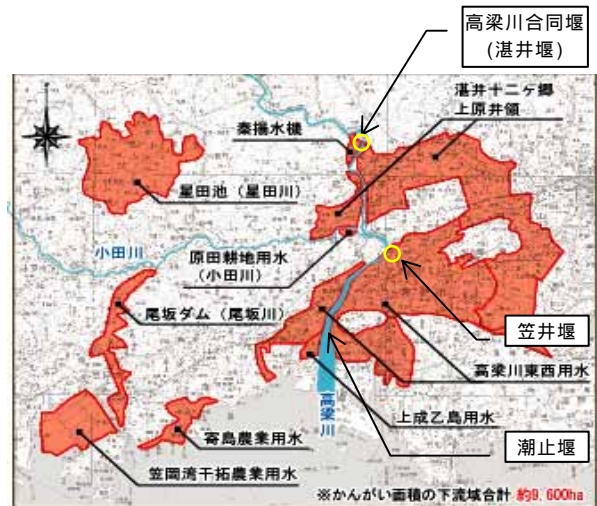 高梁川合同堰
(湛井堰)
湛井十二ケ郷
上原井領
秦揚水機
星田池（星田川）
小田川
原田耕地用水
（小田川）
尾坂ダム（尾坂川）
笠井堰
高梁川東西用水
高梁川
上成乙島用水
寄島農業用水
潮止堰
笠岡湾干拓農業用水
※かんがい面積の下流域合計 約9,600ha